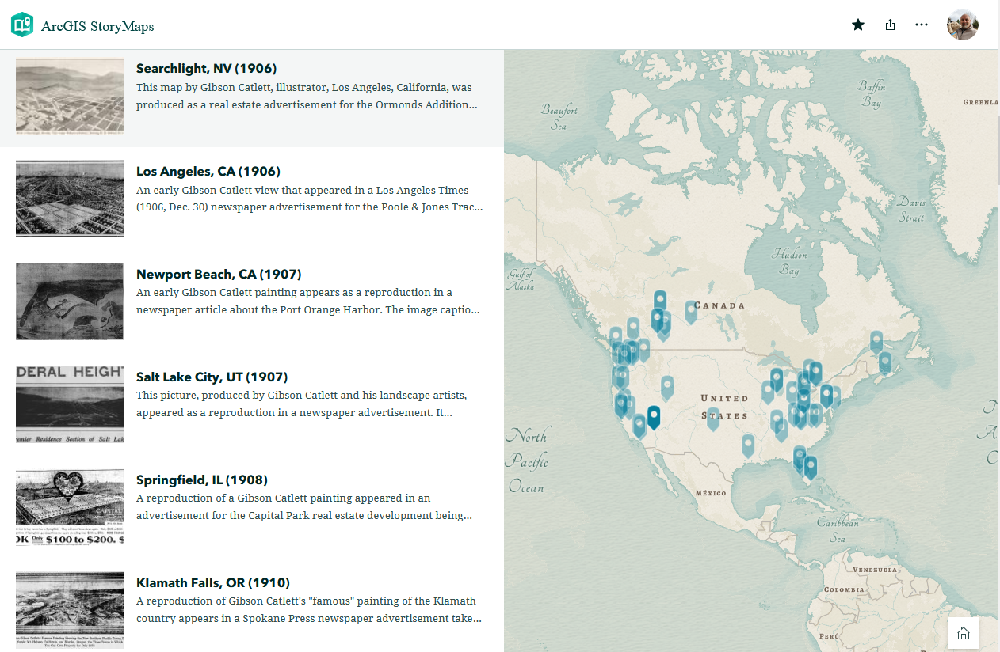 ArcGIS StoryMaps
Searchlight, NV (1906)
This map by Gibson Catlett, illustrator, Los Angeles, California, was
produced as a real estate advertisement for the Ormonds Addition...
Los Angeles, CA (1906)
An early Gibson Catlett view that appeared in a Los Angeles Times
(1906, Dec. 30) newspaper advertisement for the Poole & Jones Trac...
Newport Beach, CA (1907)
An early Gibson Catlett painting appears as a reproduction in a
newspaper article about the Port Orange Harbor. The image captio...
DERAL HEIGHT
Salt Lake City, UT (1907)
This picture, produced by Gibson Catlett and his landscape artists,
appeared as a reproduction in a newspaper advertisement. It...
emier Residence Section of Salt Lak
Springfield, IL (1908)
A reproduction of a Gibson Catlett painting appeared in an
advertisement for the Capital Park real estate development being...
CAPITAL
OK Only $100 to $200. $
Klamath Falls, OR (1910)
A reproduction of Gibson Catlett's "famous" painting of the Klamath
country appears in a Spokane Press newspaper advertisement take...
Beaufort
Sea
Baffin
Bay
GREENLA
Davis
Strait
Hudson
Bay
Gulf of
Alaska
CANADA
UNITED
STATES
North
Pacific
Ocean
N
A
C
MÉXICO
Caribbean
Sea
VENEZUELA
COLOMBIA
PERÚ